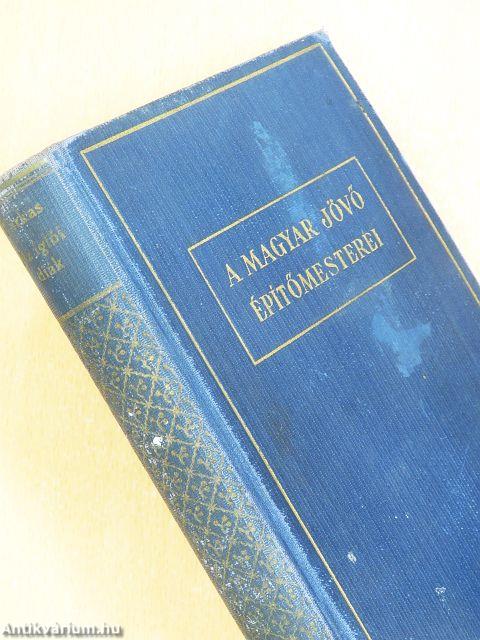 A MAGYAR JÖVŐ
ÉPÍTŐMESTEREI
Antikvárium.hu